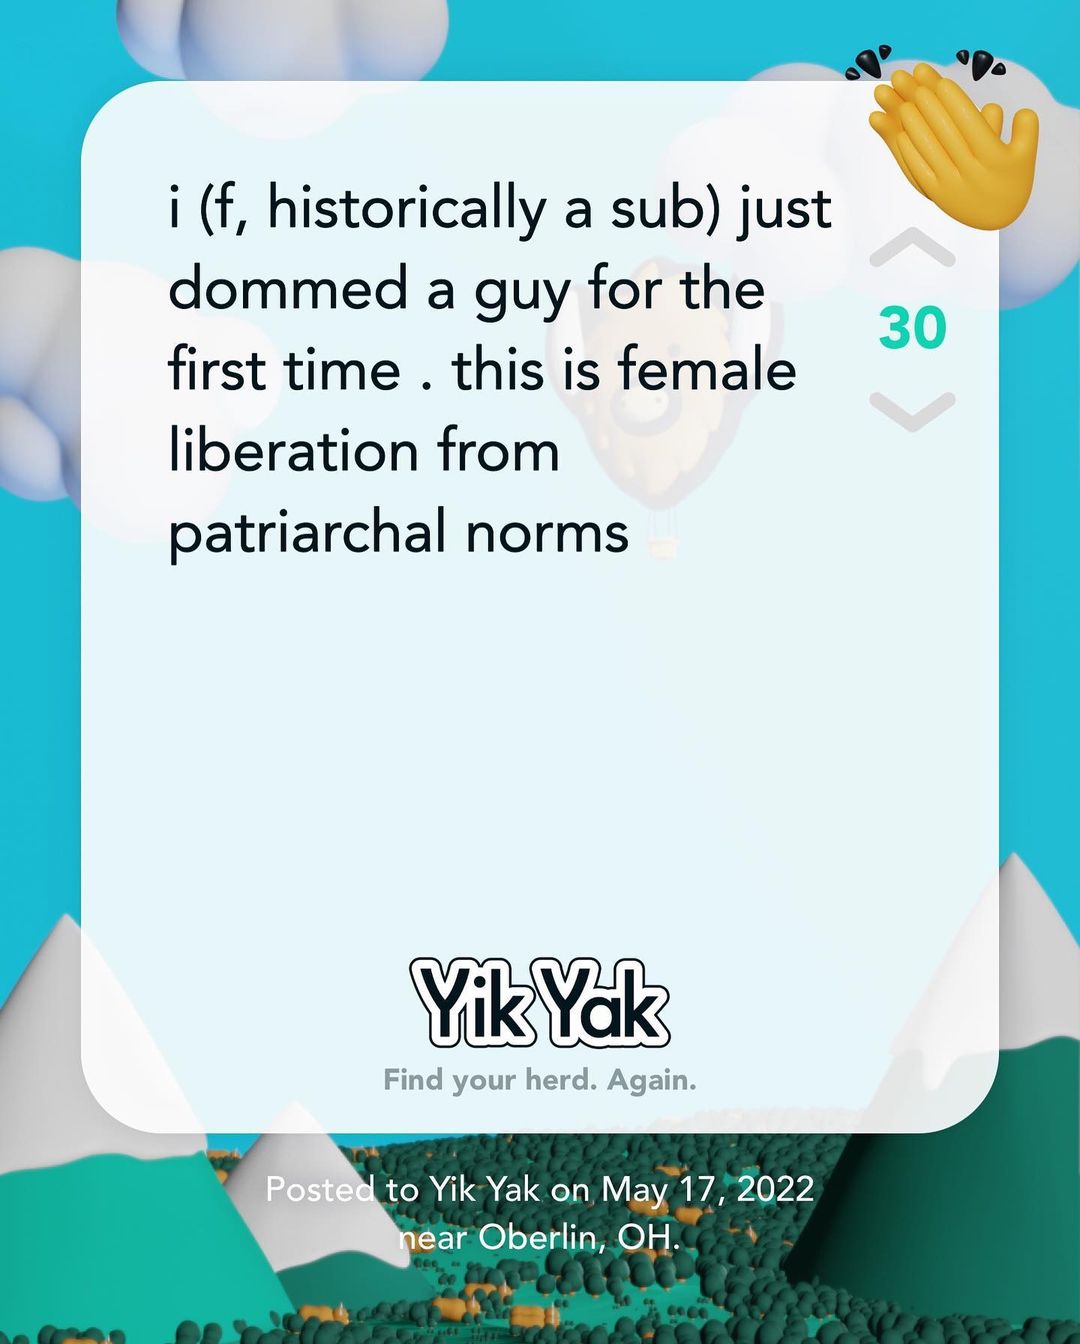 i (f, historically a sub) just
dommed a guy for the
first time . this is female
liberation from
patriarchal norms
30
Yik Yak
Find your herd. Again.
Posted to Yik Yak on May 17, 2022
near Oberlin, OH.